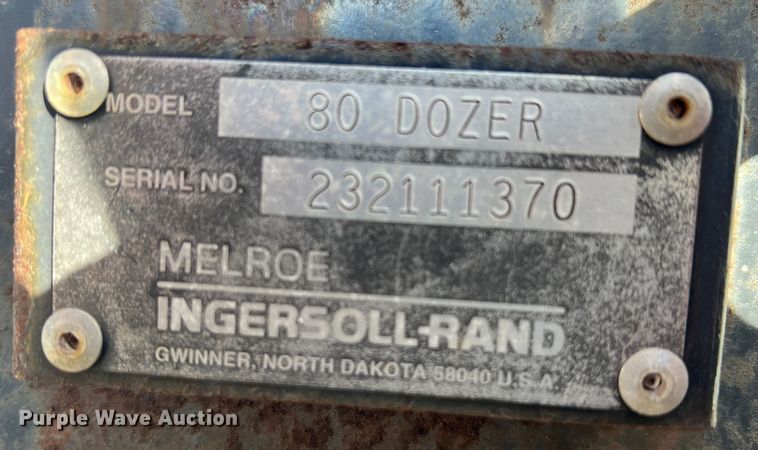 MODEL 80 DOZER
SERIAL NO. 232111370
MELROE
INGERSOLL-RAND
GWINNER, NORTH DAKOTA 58040 U.S.A.
Purple Wave Auction